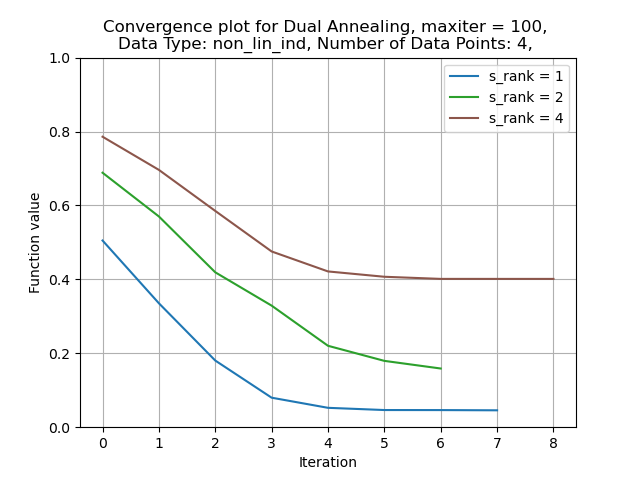 Convergence plot for Dual Annealing, maxiter = 100,
Data Type: non_lin_ind, Number of Data Points: 4,
s_rank = 1
s_rank = 2
s_rank = 4
Function value
1.0
0.8
0.6
0.4
0.2
0.0
0 1 2 3 4 5 6 7 8
Iteration